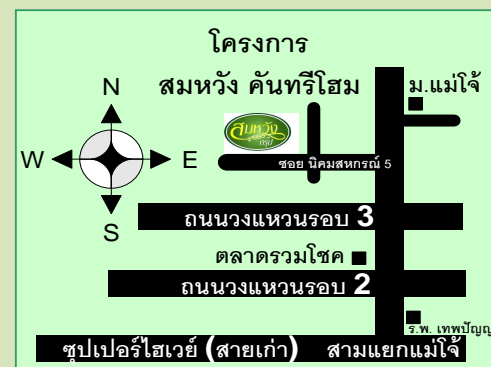 โครงการ
สมหวัง คันทรีโฮม
ม.แม่โจ้
N
สมหวัง
กรุ๊ป
W
E
ซอย นิคมสหกรณ์ 5
S
ถนนวงแหวนรอบ 3
ตลาดรวมโชค
ถนนวงแหวนรอบ 2
ร.พ. เทพปัญญ
ซุปเปอร์ไฮเวย์ (สายเก่า) สามแยกแม่โจ้